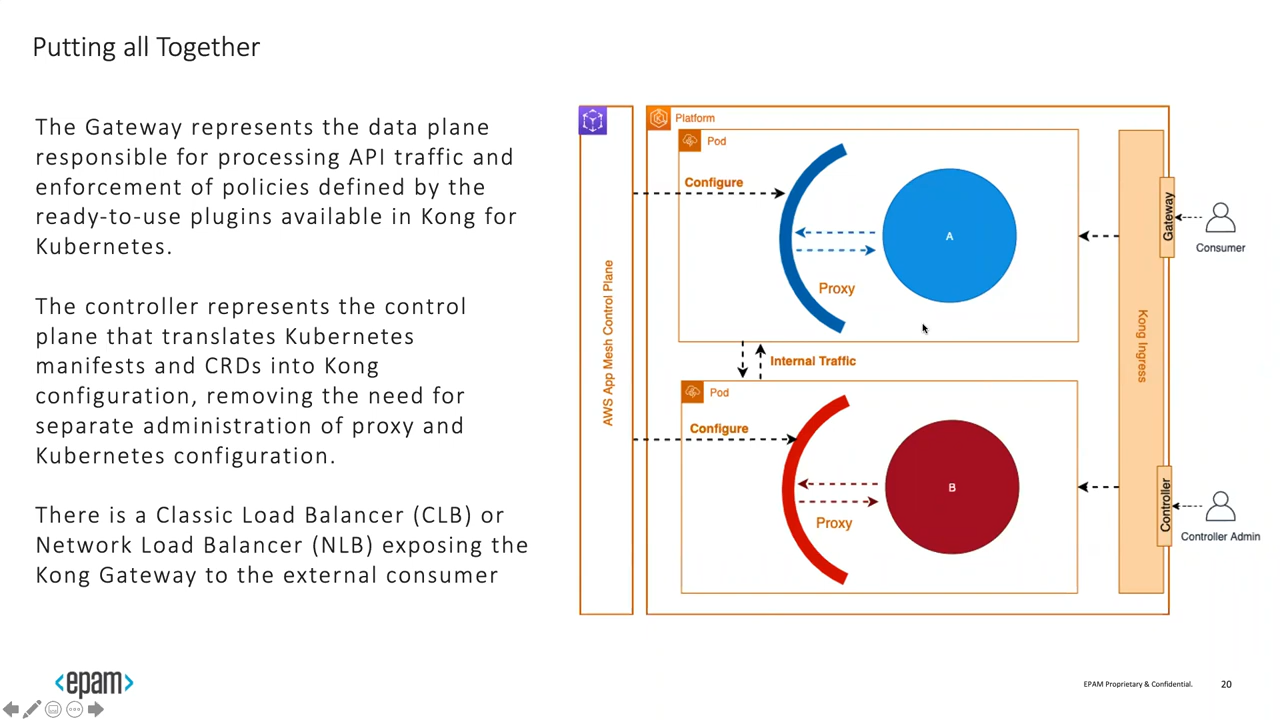 Putting all Together
The Gateway represents the data plane
responsible for processing API traffic and
enforcement of policies defined by the
ready-to-use plugins available in Kong for
Kubernetes.
The controller represents the control
plane that translates Kubernetes
manifests and CRDs into Kong
configuration, removing the need for
separate administration of proxy and
Kubernetes configuration.
There is a Classic Load Balancer (CLB) or
Network Load Balancer (NLB) exposing the
Kong Gateway to the external consumer
AWS App Mesh Control Plane
Platform
Pod
Configure
A
Proxy
Internal Traffic
Pod
Configure
B
Proxy
Kong Ingress
Gateway
Consumer
Controller
Controller Admin
<epam>
EPAM Proprietary & Confidential.
20